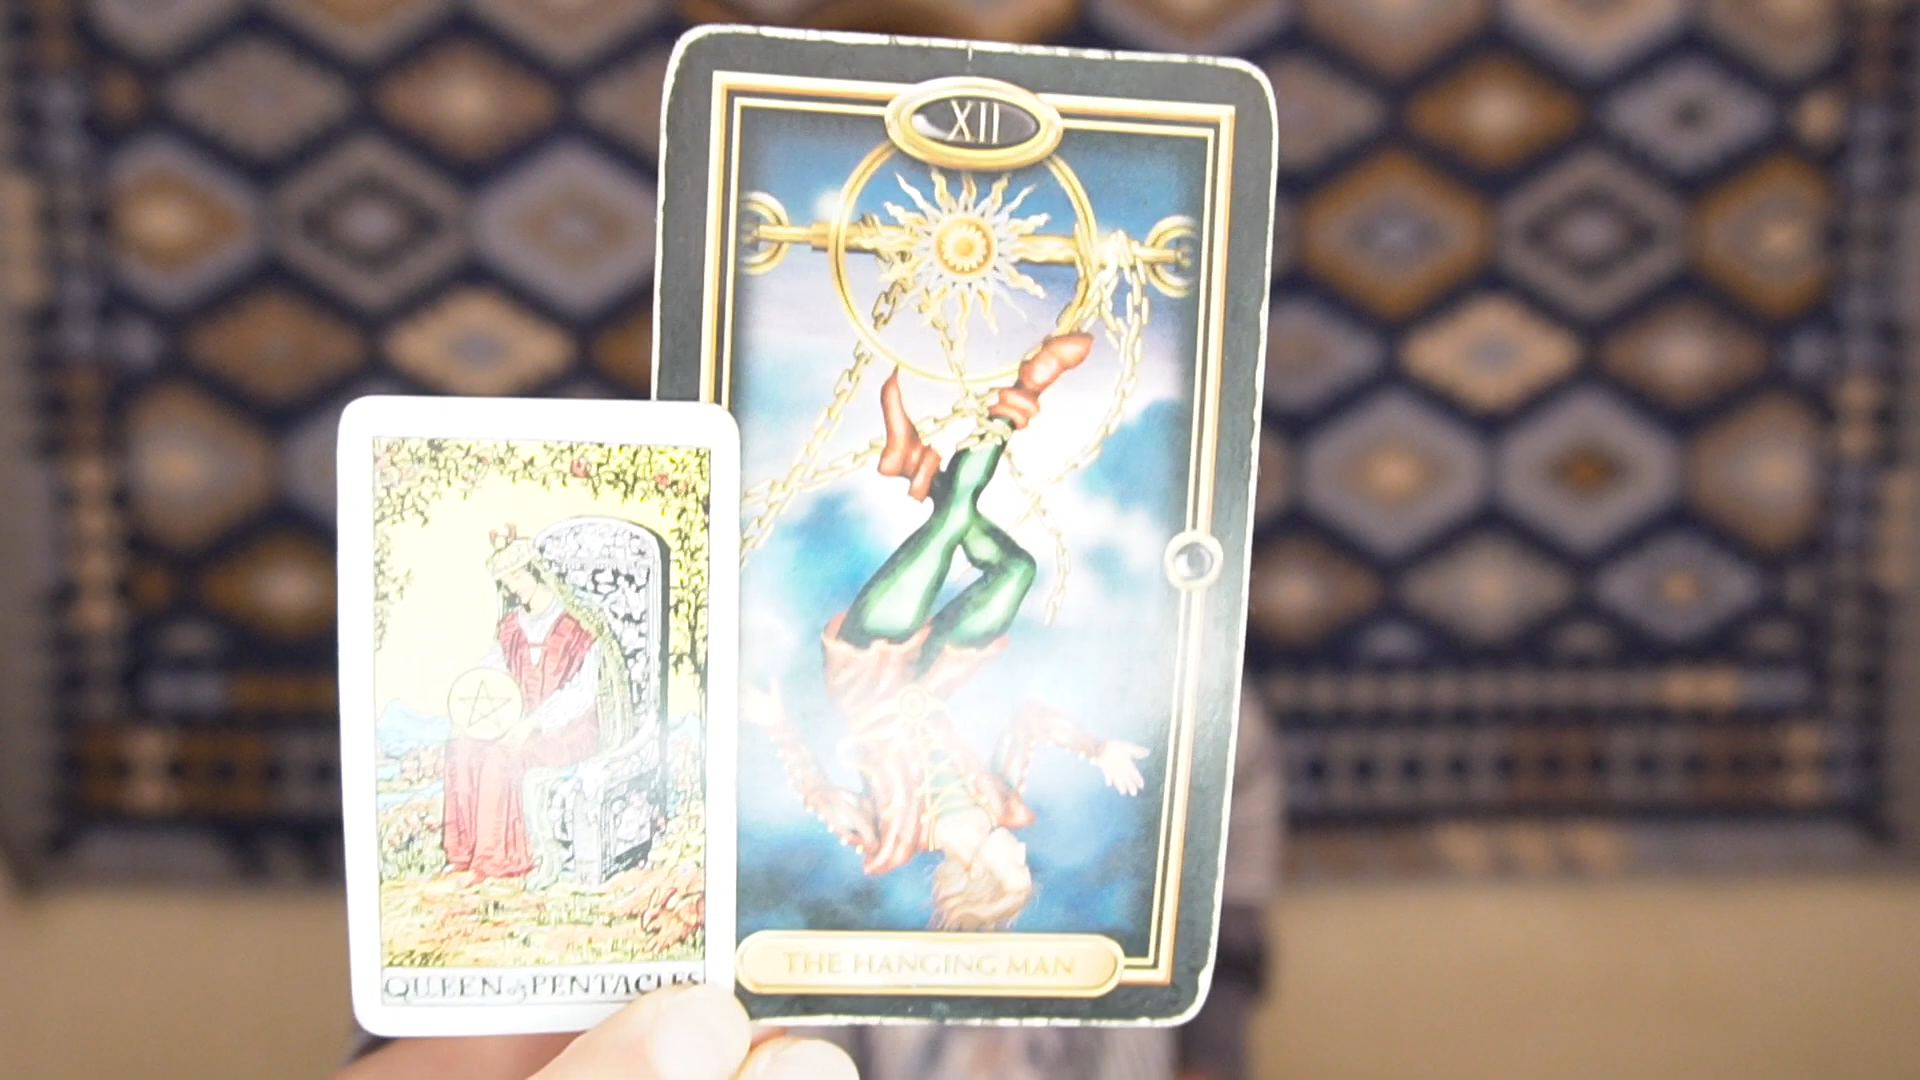 XII
THE HANGING MAN
QUEEN of PENTACLES